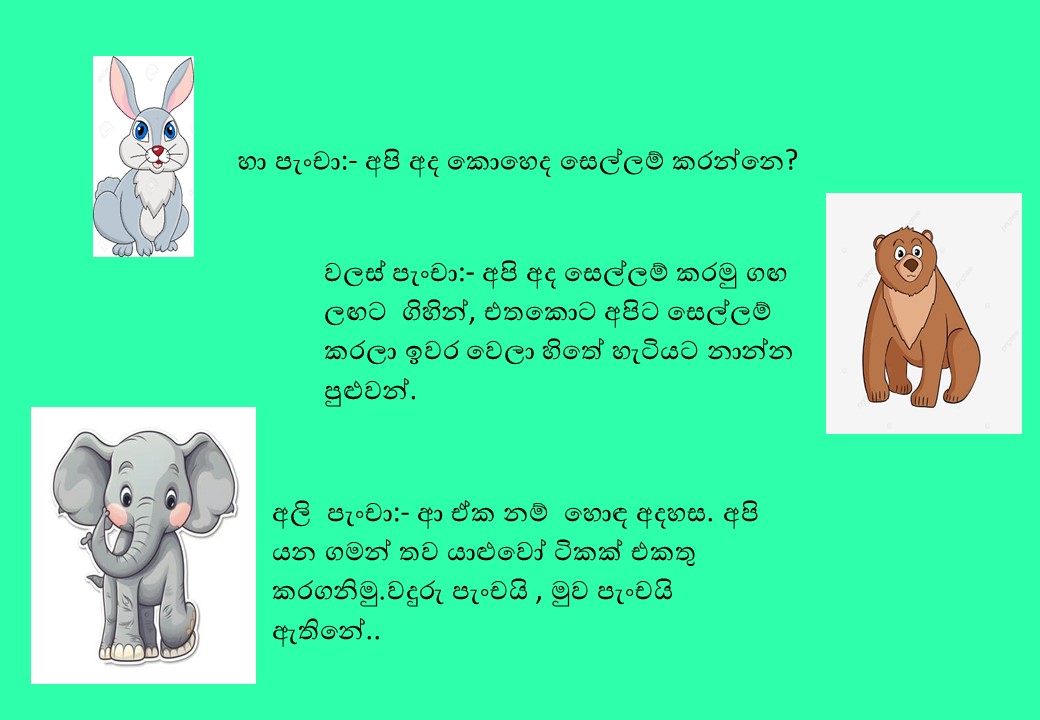 හා පැංචා:- අපි අද කොහෙද සෙල්ලම් කරන්නෙ?
වලස් පැංචා:- අපි අද සෙල්ලම් කරමු ගඟ
ලඟට  ගිහින්, එතකොට අපිට සෙල්ලම්
කරලා ඉවර වෙලා හිතේ හැටියට නාන්න
පුළුවන්.
අලි  පැංචා:- ආ ඒක නම්  හොඳ අදහස. අපි
යන ගමන් තව යාළුවෝ ටිකක් එකතු
කරගනිමු.වදුරු පැංචයි , මුව පැංචයි
ඇතිනේ..